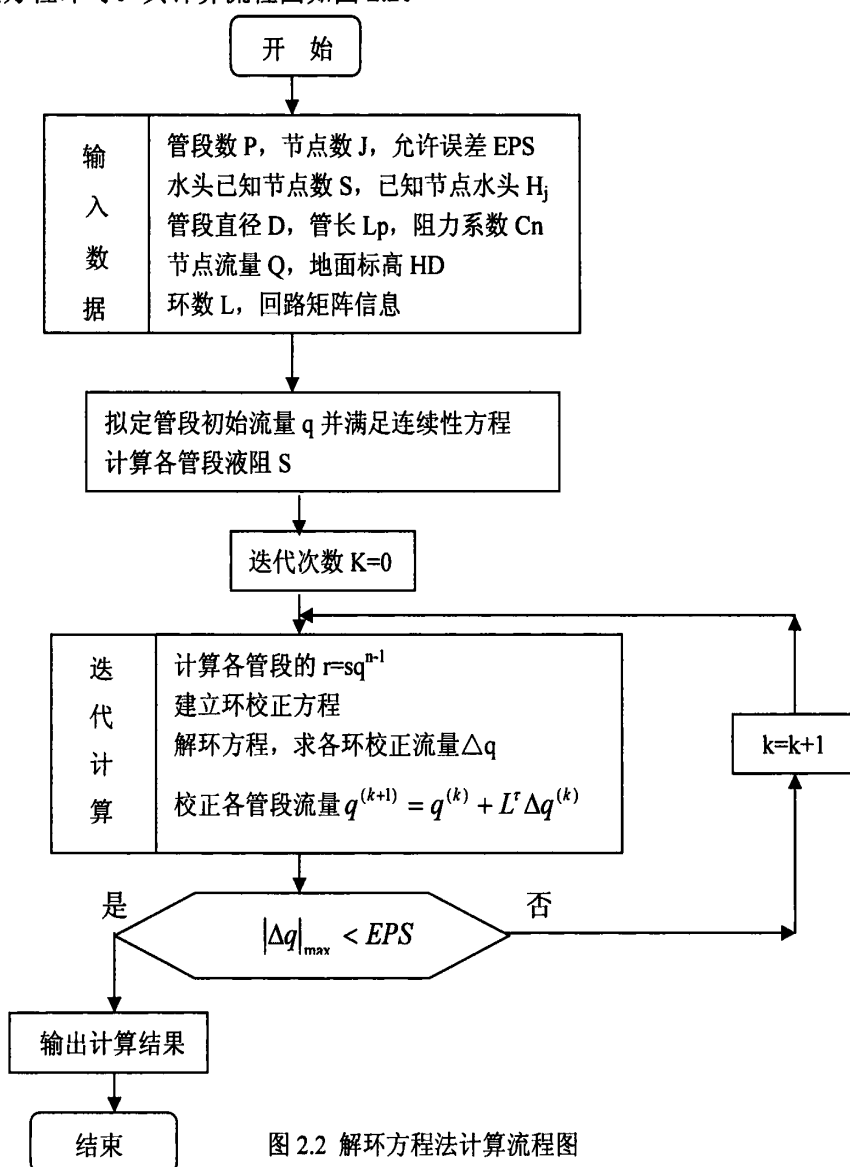 开 始
输入数据
管段数 P，节点数 J，允许误差 EPS
水头已知节点数 S，已知节点水头 Hj
管段直径 D，管长 Lp，阻力系数 Cn
节点流量 Q，地面标高 HD
环数 L，回路矩阵信息
拟定管段初始流量 q 并满足连续性方程
计算各管段液阻 S
迭代次数 K=0
迭代计算
计算各管段的 r=sq^{n-1}
建立环校正方程
解环方程，求各环校正流量△q
校正各管段流量 q^{(k+1)} = q^{(k)} + L^{τ} Δq^{(k)}
k=k+1
是
|Δq|_{max} < EPS
否
输出计算结果
结束
图 2.2 解环方程法计算流程图